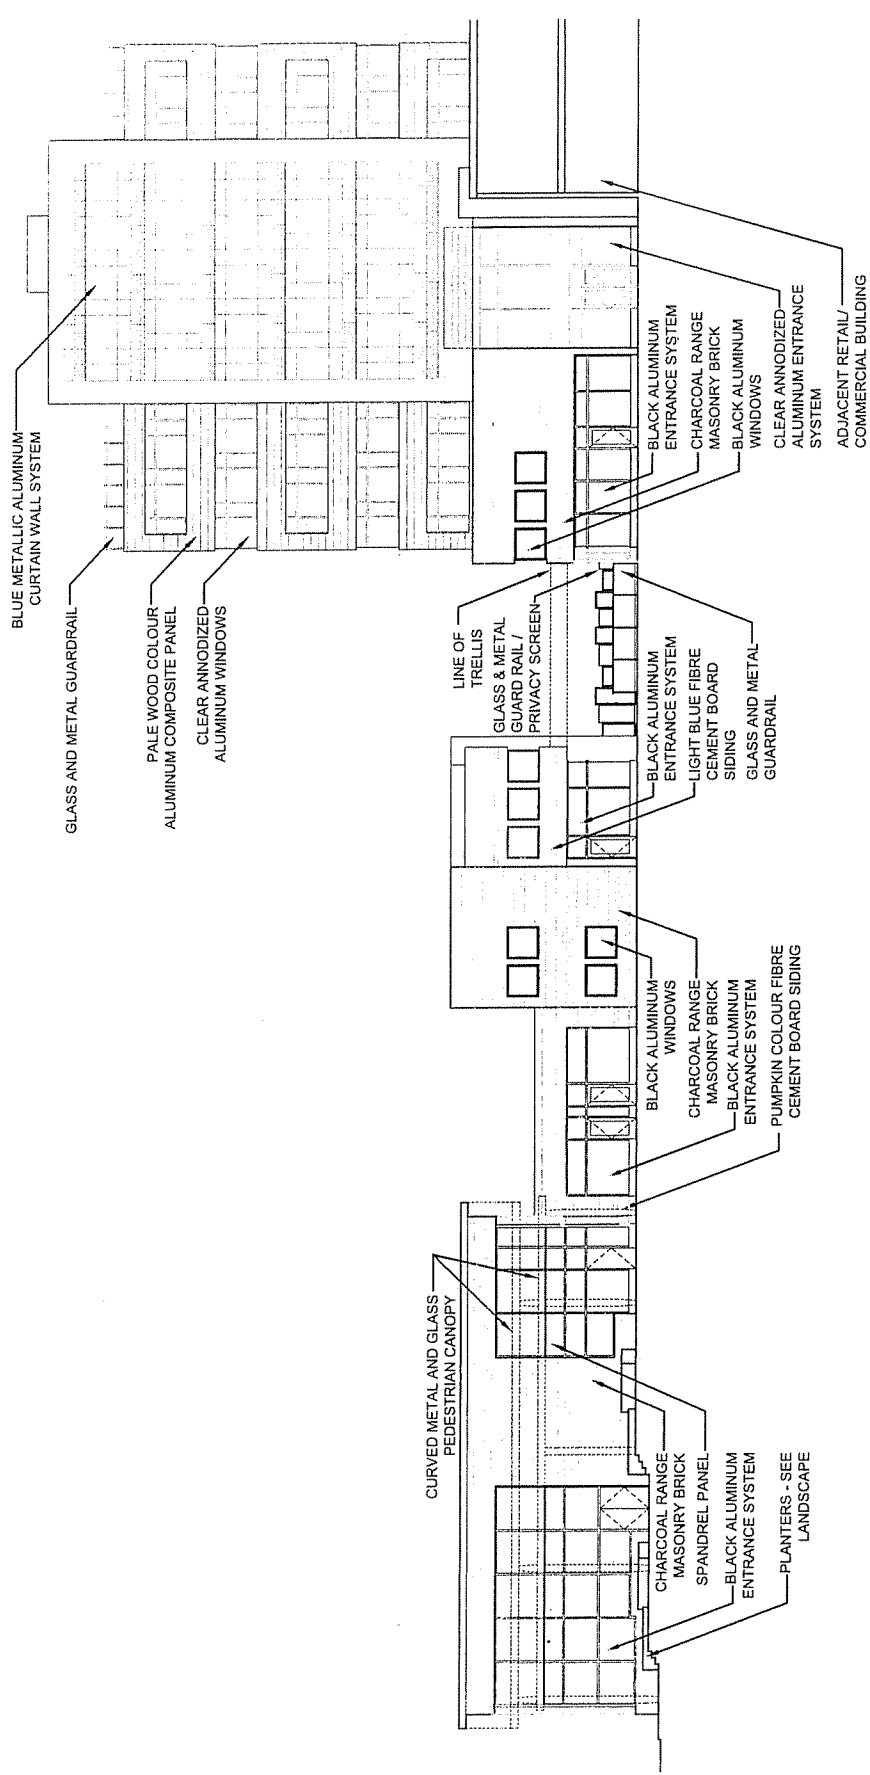 BLUE METALLIC ALUMINUM
CURTAIN WALL SYSTEM
GLASS AND METAL GUARDRAIL
PALE WOOD COLOUR
ALUMINUM COMPOSITE PANEL
CLEAR ANNODIZED
ALUMINUM WINDOWS
CURVED METAL AND GLASS
PEDESTRIAN CANOPY
LINE OF
TRELLIS
GLASS & METAL
GUARD RAIL /
PRIVACY SCREEN
CHARCOAL RANGE
MASONRY BRICK
SPANDREL PANEL
BLACK ALUMINUM
ENTRANCE SYSTEM
PLANTERS - SEE
LANDSCAPE
BLACK ALUMINUM
WINDOWS
CHARCOAL RANGE
MASONRY BRICK
BLACK ALUMINUM
ENTRANCE SYSTEM
PUMPKIN COLOUR FIBRE
CEMENT BOARD SIDING
BLACK ALUMINUM
ENTRANCE SYSTEM
LIGHT BLUE FIBRE
CEMENT BOARD
SIDING
GLASS AND METAL
GUARDRAIL
BLACK ALUMINUM
ENTRANCE SYSTEM
CHARCOAL RANGE
MASONRY BRICK
BLACK ALUMINUM
WINDOWS
CLEAR ANNODIZED
ALUMINUM ENTRANCE
SYSTEM
ADJACENT RETAIL/
COMMERCIAL BUILDING